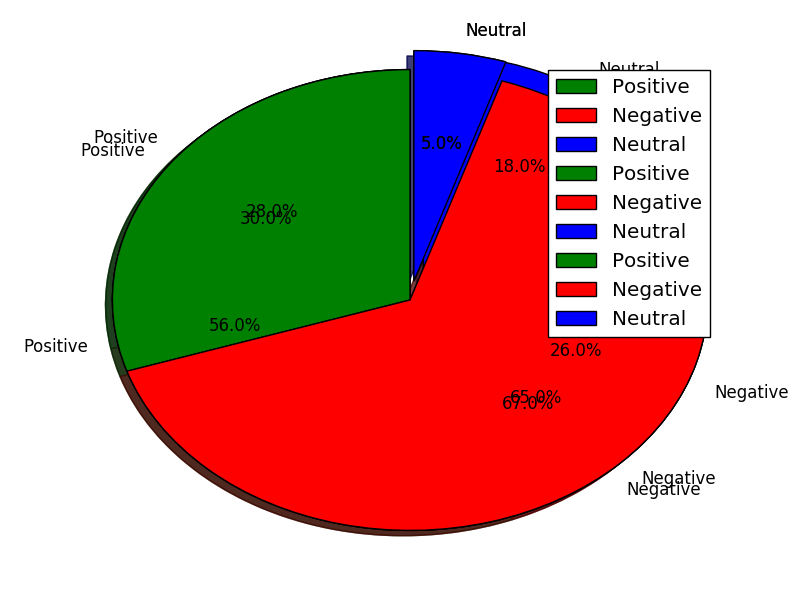 Neutral
Neutral
Positive
Positive
5.0%
18.0%
28.0%
30.0%
56.0%
26.0%
65.0%
67.0%
Positive
Negative
Negative
Negative
Positive
Negative
Neutral
Positive
Negative
Neutral
Positive
Negative
Neutral